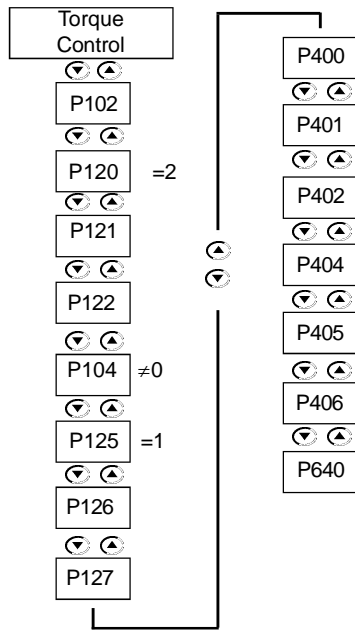 Torque
Control
P102
P120 =2
P121
P122
P104 ≠0
P125 =1
P126
P127
P400
P401
P402
P404
P405
P406
P640